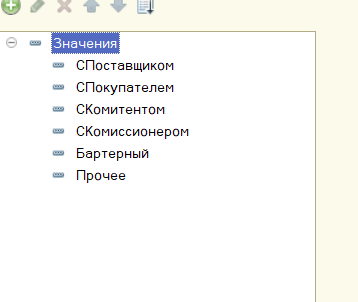 Значения
СПоставщиком
СПокупателем
СКомитентом
СКомиссионером
Бартерный
Прочее